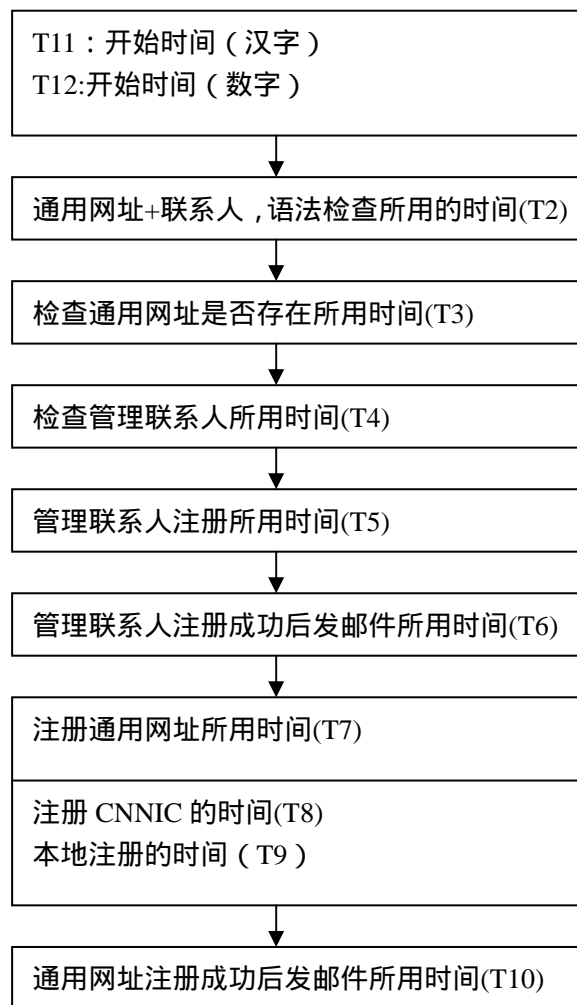 T11：开始时间（汉字）
T12:开始时间（数字）
通用网址+联系人，语法检查所用的时间(T2)
检查通用网址是否存在所用时间(T3)
检查管理联系人所用时间(T4)
管理联系人注册所用时间(T5)
管理联系人注册成功后发邮件所用时间(T6)
注册通用网址所用时间(T7)
注册 CNNIC 的时间(T8)
本地注册的时间（T9）
通用网址注册成功后发邮件所用时间(T10)